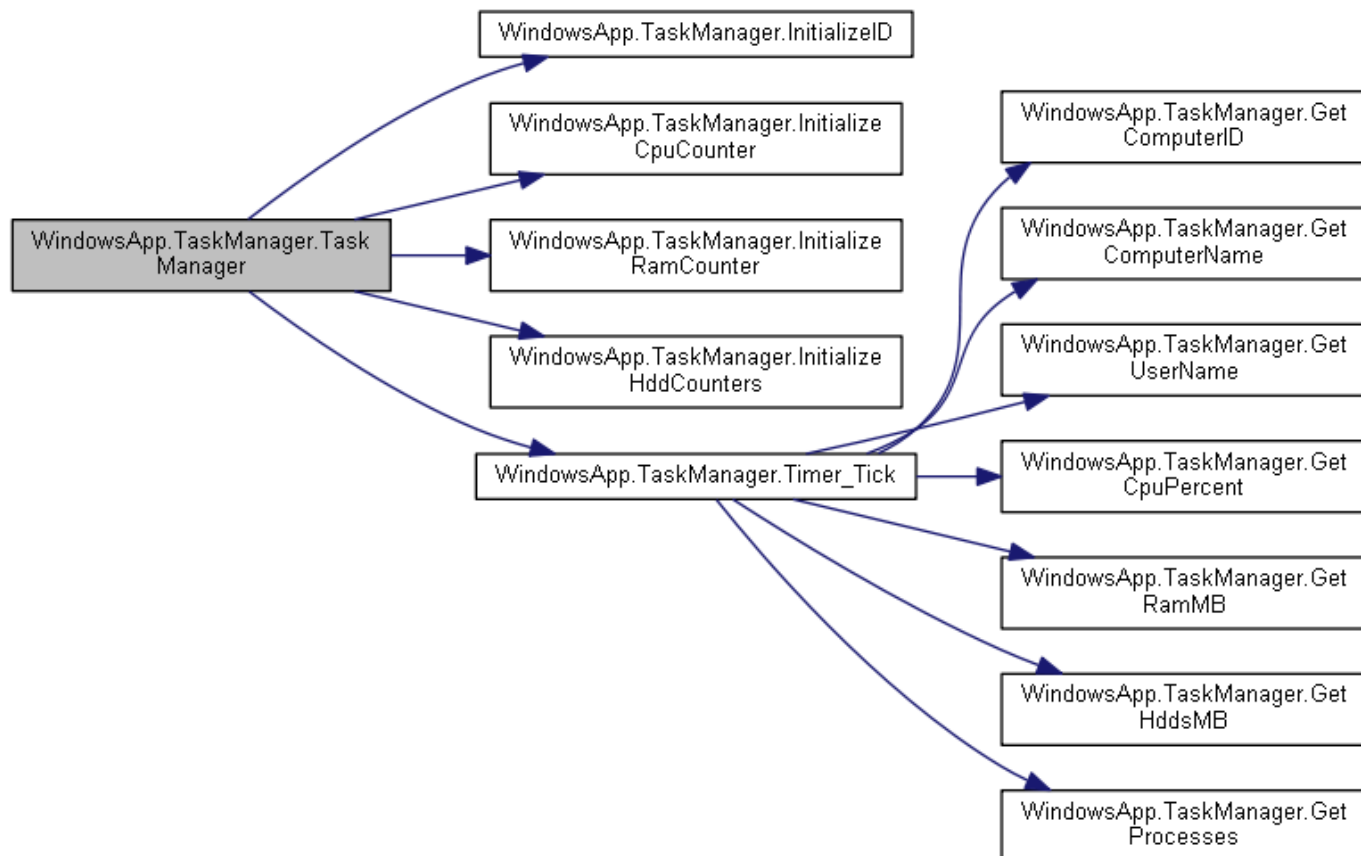 WindowsApp.TaskManager.InitializeID
WindowsApp.TaskManager.Initialize
CpuCounter
WindowsApp.TaskManager.Task
Manager
WindowsApp.TaskManager.Initialize
RamCounter
WindowsApp.TaskManager.Initialize
HddCounters
WindowsApp.TaskManager.Timer_Tick
WindowsApp.TaskManager.Get
ComputerID
WindowsApp.TaskManager.Get
ComputerName
WindowsApp.TaskManager.Get
UserName
WindowsApp.TaskManager.Get
CpuPercent
WindowsApp.TaskManager.Get
RamMB
WindowsApp.TaskManager.Get
HddsMB
WindowsApp.TaskManager.Get
Processes